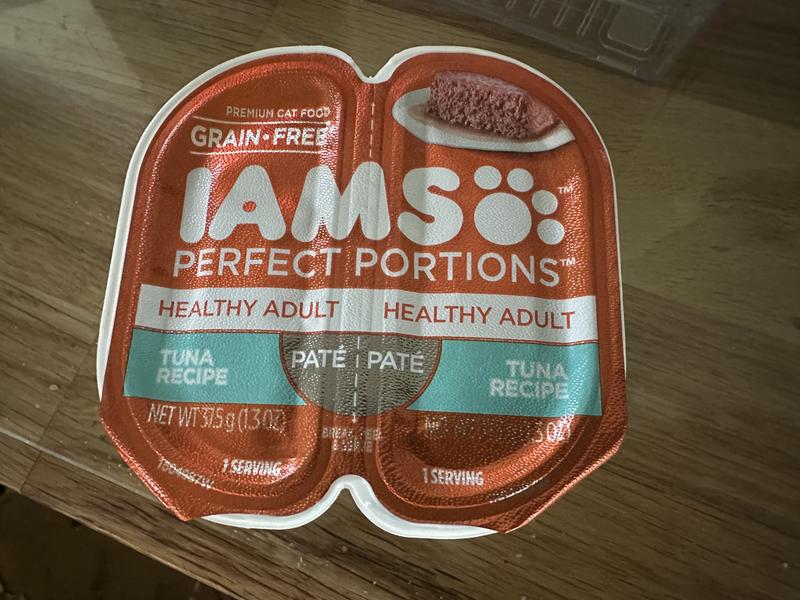 PREMIUM CAT FOOD
GRAIN•FREE
IAMS™
PERFECT PORTIONS™
HEALTHY ADULT HEALTHY ADULT
PATÉ PATÉ
TUNA RECIPE
TUNA RECIPE
NET WT 37.5 g (1.3 OZ)
1 SERVING
1 SERVING